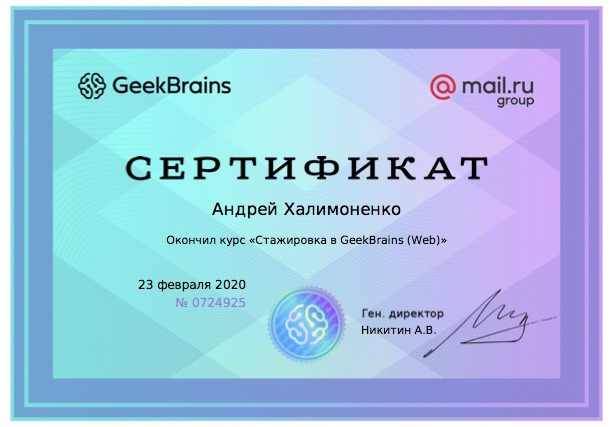 GeekBrains
@mail.ru
group
СЕРТИФИКАТ
Андрей Халимоненко
Окончил курс «Стажировка в GeekBrains (Web)»
23 февраля 2020
№ 0724925
Ген. директор
Никитин А.В.